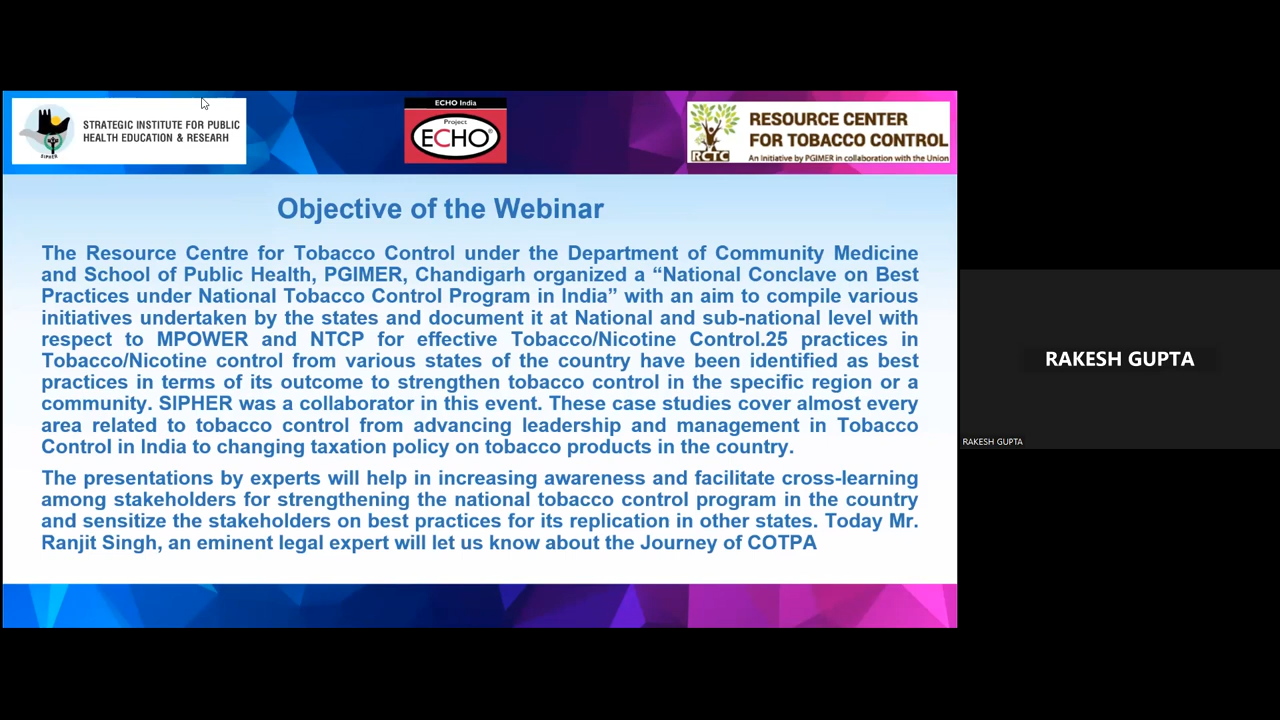 SIPHER
STRATEGIC INSTITUTE FOR PUBLIC
HEALTH EDUCATION & RESEARH
ECHO India
Project
ECHO®
RCTC
RESOURCE CENTER
FOR TOBACCO CONTROL
An Initiative by PGIMER in collaboration with the Union
Objective of the Webinar
The Resource Centre for Tobacco Control under the Department of Community Medicine
and School of Public Health, PGIMER, Chandigarh organized a “National Conclave on Best
Practices under National Tobacco Control Program in India” with an aim to compile various
initiatives undertaken by the states and document it at National and sub-national level with
respect to MPOWER and NTCP for effective Tobacco/Nicotine Control.25 practices in
Tobacco/Nicotine control from various states of the country have been identified as best
practices in terms of its outcome to strengthen tobacco control in the specific region or a
community. SIPHER was a collaborator in this event. These case studies cover almost every
area related to tobacco control from advancing leadership and management in Tobacco
Control in India to changing taxation policy on tobacco products in the country.
The presentations by experts will help in increasing awareness and facilitate cross-learning
among stakeholders for strengthening the national tobacco control program in the country
and sensitize the stakeholders on best practices for its replication in other states. Today Mr.
Ranjit Singh, an eminent legal expert will let us know about the Journey of COTPA
RAKESH GUPTA
RAKESH GUPTA